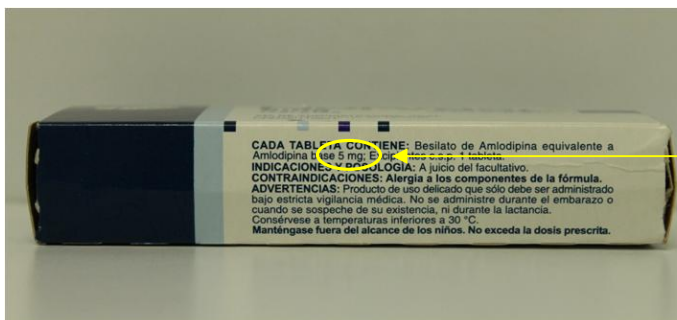 CADA TABLETA CONTIENE: Besilato de Amlodipina equivalente a
Amlodipina base 5 mg; Excipientes c.s.p. 1 tableta.
INDICACIONES Y POSOLOGÍA: A juicio del facultativo.
CONTRAINDICACIONES: Alergia a los componentes de la fórmula.
ADVERTENCIAS: Producto de uso delicado que sólo debe ser administrado
bajo estricta vigilancia médica. No se administre durante el embarazo o
cuando se sospeche de su existencia, ni durante la lactancia.
Consérvese a temperaturas inferiores a 30 °C.
Manténgase fuera del alcance de los niños. No exceda la dosis prescrita.